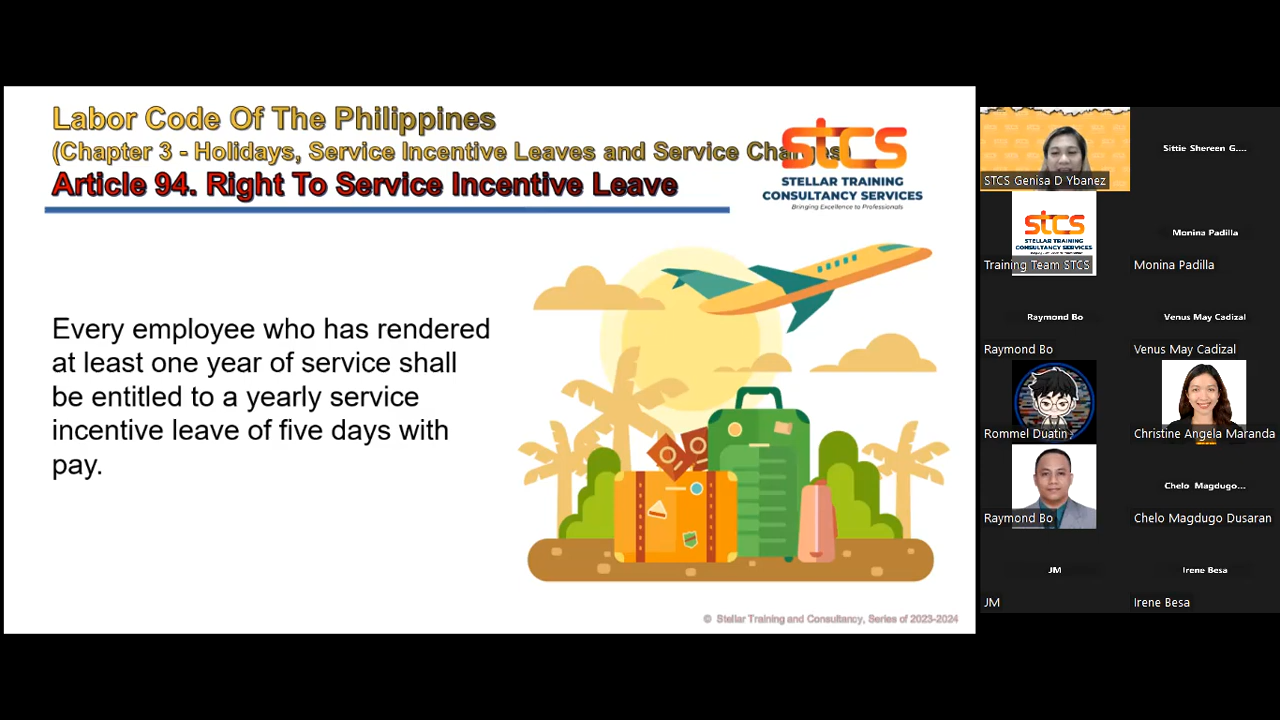 Labor Code Of The Philippines
(Chapter 3 - Holidays, Service Incentive Leaves and Service
Article 94. Right To Service Incentive Leave
stcs
STELLAR TRAINING
CONSULTANCY SERVICES
Bringing Excellence to Professionals
Every employee who has rendered
at least one year of service shall
be entitled to a yearly service
incentive leave of five days with
pay.
© Stellar Training and Consultancy, Series of 2023-2024
STCS Genisa D Ybanez
Sittie Shereen G....
stcs
STELLAR TRAINING
CONSULTANCY SERVICES
Training Team STCS
Monina Padilla
Monina Padilla
Raymond Bo
Raymond Bo
Venus May Cadizal
Venus May Cadizal
Rommel Duatin
Christine Angela Maranda
Raymond Bo
Chelo Magdugo...
Chelo Magdugo Dusaran
JM
JM
Irene Besa
Irene Besa